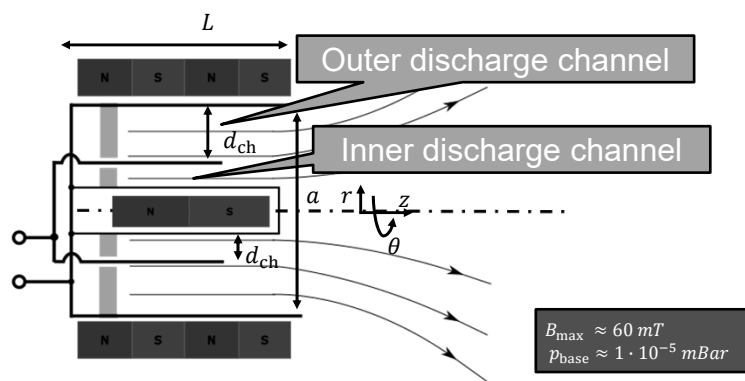 L
N S N S
Outer discharge channel
d_ch
Inner discharge channel
N S
a
r
z
θ
d_ch
N S N S
B_max ≈ 60 mT
p_base ≈ 1 · 10^-5 mBar